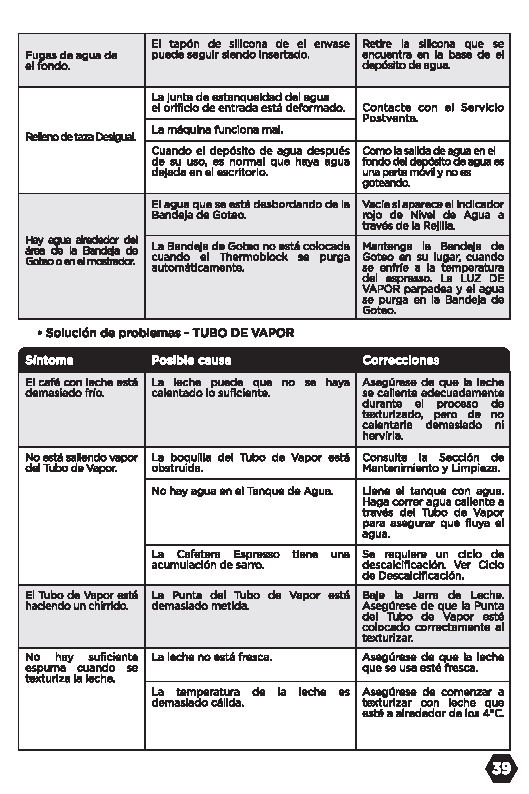 Fugas de agua de
el fondo.
El tapón de silicona de el envase
puede seguir siendo insertado.
Retire la silicona que se
encuentra en la base de el
depósito de agua.
Relleno de taza Desigual.
La junta de estanqueidad del agua
el orificio de entrada está deformado.
Contacte con el Servicio
Postventa.
La máquina funciona mal.
Cuando el depósito de agua después
de su uso, es normal que haya agua
dejada en el escritorio.
Como la salida de agua en el
fondo del depósito de agua es
una parte móvil y no es
goteando.
Hay agua alrededor del
área de la Bandeja de
Goteo o en el mostrador.
El agua que se está desbordando de la
Bandeja de Goteo.
Vacíe si aparece el indicador
rojo de Nivel de Agua a
través de la Rejilla.
La Bandeja de Goteo no está colocada
cuando el Thermoblock se purga
automáticamente.
Mantenga la Bandeja de
Goteo en su lugar, cuando
se enfríe a la temperatura
del espresso. La LUZ DE
VAPOR parpadea y el agua
se purga en la Bandeja de
Goteo.
• Solución de problemas - TUBO DE VAPOR
Síntoma
Posible causa
Correcciones
El café con leche está
demasiado frío.
La leche puede que no se haya
calentado lo suficiente.
Asegúrese de que la leche
se caliente adecuadamente
durante el proceso de
texturizado, pero de no
calentarla demasiado ni
hervirla.
No está saliendo vapor
del Tubo de Vapor.
La boquilla del Tubo de Vapor está
obstruida.
Consulte la Sección de
Mantenimiento y Limpieza.
No hay agua en el Tanque de Agua.
Llene el tanque con agua.
Haga correr agua caliente a
través del Tubo de Vapor
para asegurar que fluya el
agua.
La Cafetera Espresso tiene una
acumulación de sarro.
Se requiere un ciclo de
descalcificación. Ver Ciclo
de Descalcificación.
El Tubo de Vapor está
haciendo un chirrido.
La Punta del Tubo de Vapor está
demasiado metida.
Baje la Jarra de Leche.
Asegúrese de que la Punta
del Tubo de Vapor esté
colocado correctamente al
texturizar.
No hay suficiente
espuma cuando se
texturiza la leche.
La leche no está fresca.
Asegúrese de que la leche
que se usa esté fresca.
La temperatura de la leche es
demasiado cálida.
Asegúrese de comenzar a
texturizar con leche que
esté a alrededor de los 4°C.
39